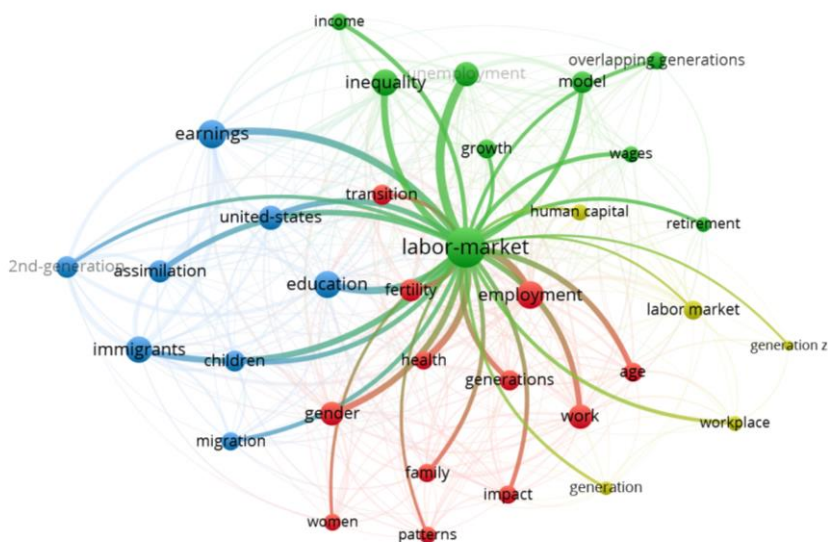 income
overlapping generations
unemployment
inequality
model
earnings
growth
wages
transition
human capital
united-states
retirement
labor-market
2nd-generation
assimilation
education
fertility
employment
labor market
immigrants
generation z
children
health
age
generations
gender
work
workplace
migration
family
generation
impact
women
patterns